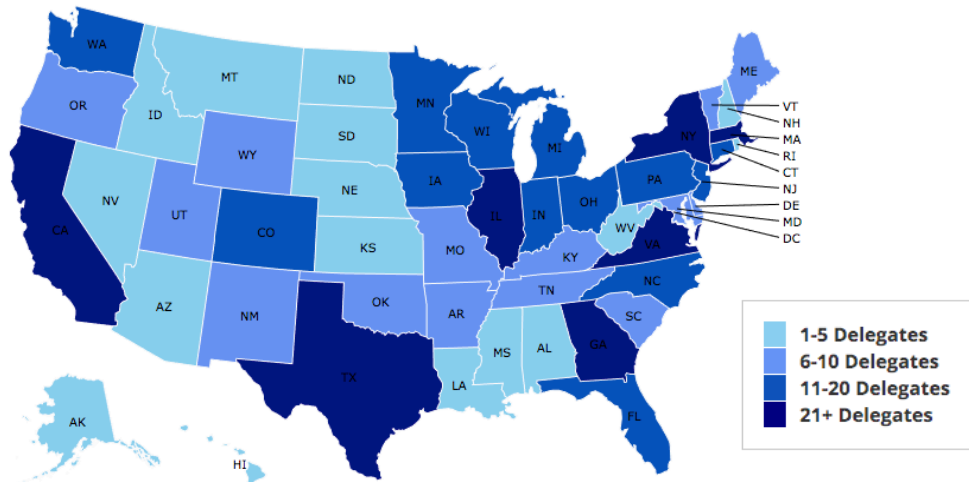 WA
MT
ND
MN
ME
OR
ID
SD
WI
MI
NY
VT
NH
MA
RI
CT
NJ
DE
MD
DC
WY
NE
IA
PA
NV
UT
CO
IL
IN
OH
CA
KS
MO
WV
VA
KY
AZ
NM
OK
AR
TN
NC
SC
TX
LA
MS
AL
GA
FL
AK
HI
1-5 Delegates
6-10 Delegates
11-20 Delegates
21+ Delegates